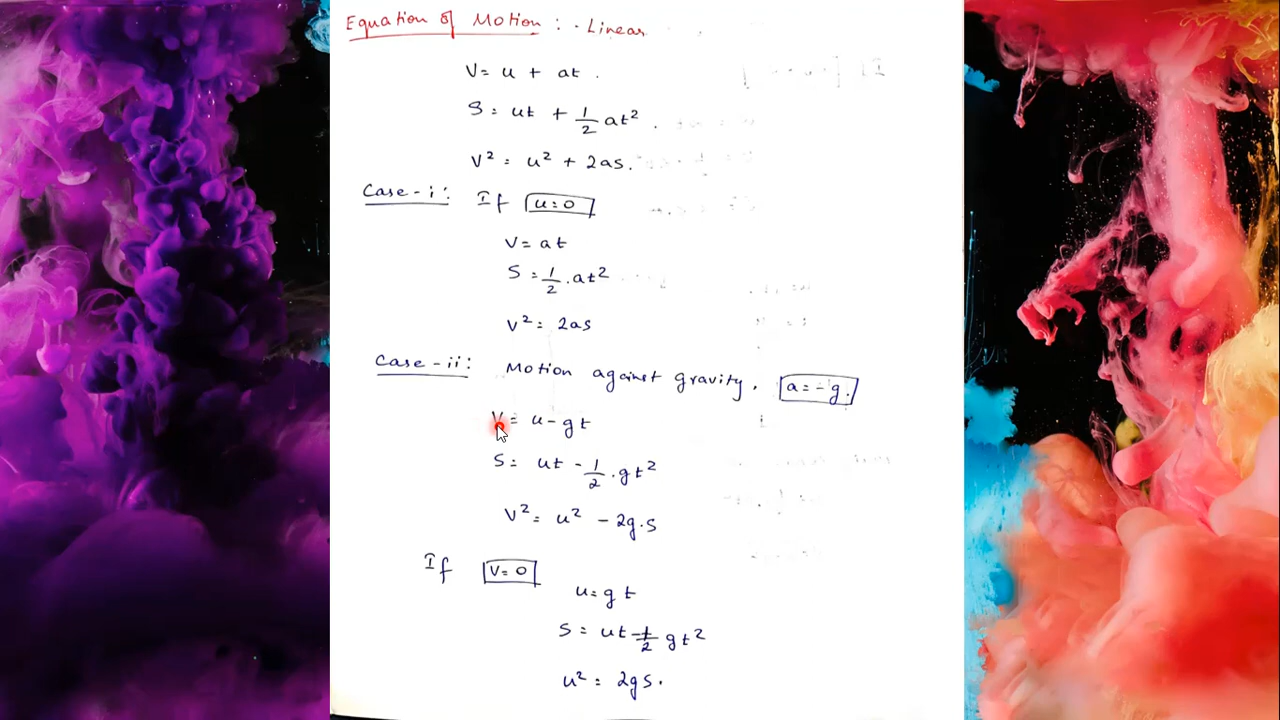 Equation of Motion : . Linear
V = u + at .
S = ut + 1/2 at² .
V² = u² + 2as.
Case - i : If u = 0
V = at
S = 1/2 . at²
V² = 2as
Case - ii : Motion against gravity . a = -g.
V = u - gt
S = ut - 1/2 . gt²
V² = u² - 2g.s
If V = 0
u = gt
S = ut - 1/2 gt²
u² = 2gs.